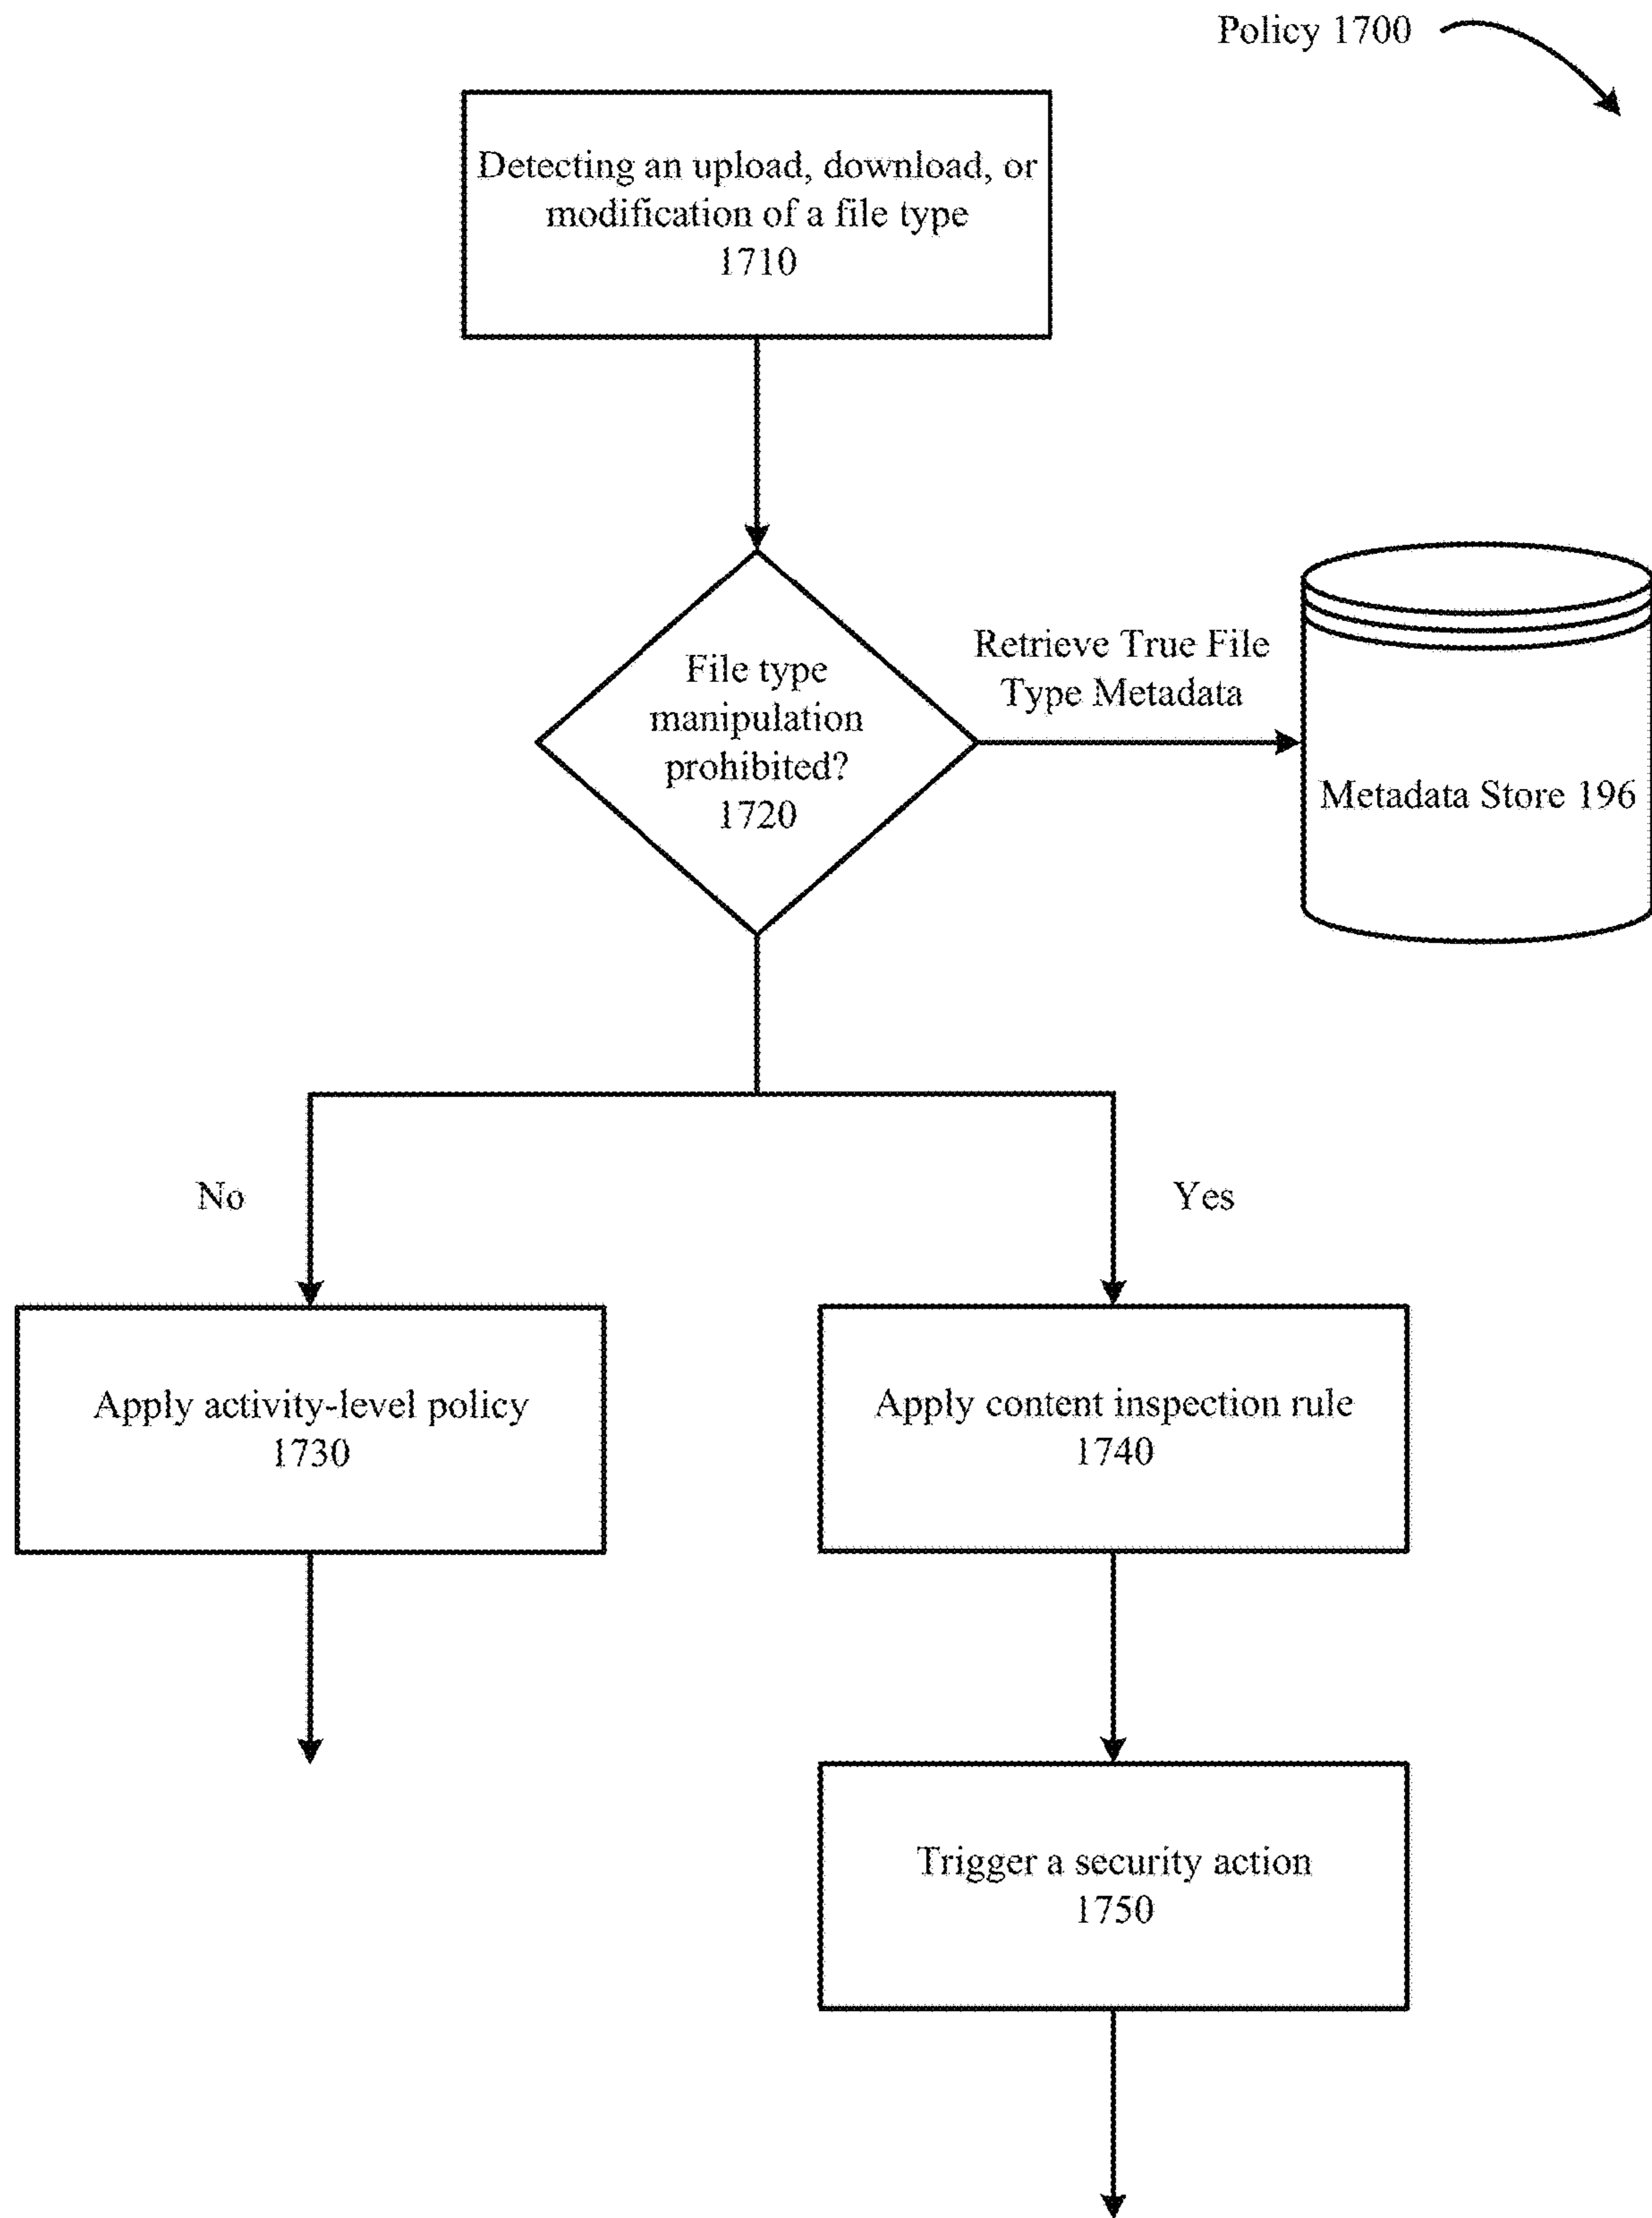 Policy 1700
Detecting an upload, download, or
modification of a file type
1710
File type
manipulation
prohibited?
1720
Retrieve True File
Type Metadata
Metadata Store 196
No
Yes
Apply activity-level policy
1730
Apply content inspection rule
1740
Trigger a security action
1750